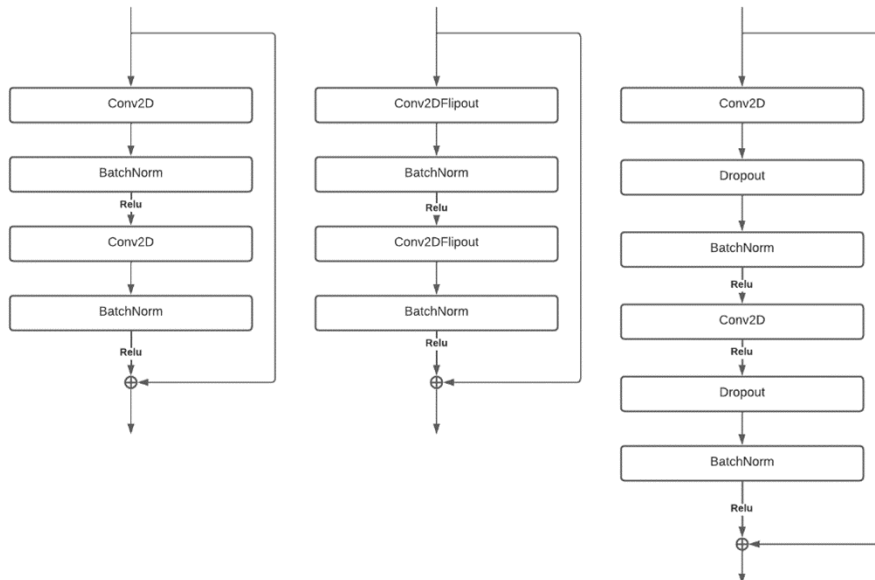 Conv2D
BatchNorm
Relu
Conv2D
BatchNorm
Relu
Conv2DFlipout
BatchNorm
Relu
Conv2DFlipout
BatchNorm
Relu
Conv2D
Dropout
BatchNorm
Relu
Conv2D
Relu
Dropout
BatchNorm
Relu